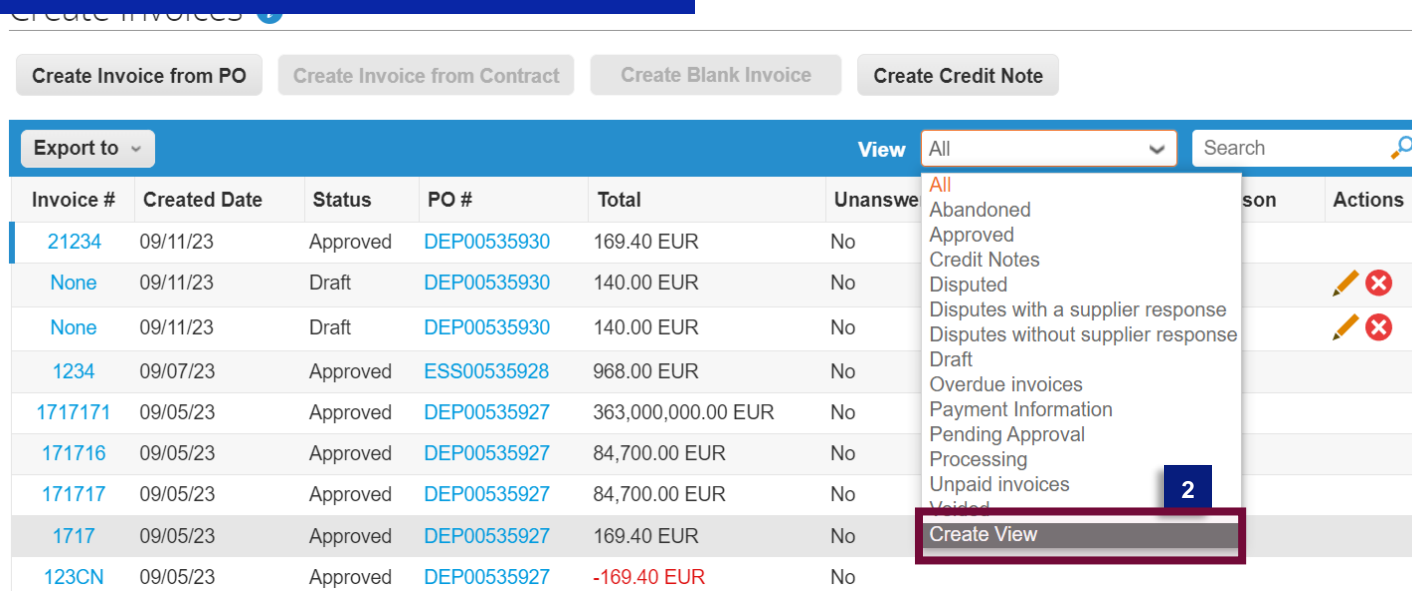 Create Invoices
Create Invoice from PO Create Invoice from Contract Create Blank Invoice Create Credit Note
Export to View All Search
Invoice # Created Date Status PO # Total Unanswe son Actions
All
Abandoned
Approved
Credit Notes
Disputed
Disputes with a supplier response
Disputes without supplier response
Draft
Overdue invoices
Payment Information
Pending Approval
Processing
Unpaid invoices
Voided
Create View
2
21234 09/11/23 Approved DEP00535930 169.40 EUR No
None 09/11/23 Draft DEP00535930 140.00 EUR No
None 09/11/23 Draft DEP00535930 140.00 EUR No
1234 09/07/23 Approved ESS00535928 968.00 EUR No
1717171 09/05/23 Approved DEP00535927 363,000,000.00 EUR No
171716 09/05/23 Approved DEP00535927 84,700.00 EUR No
171717 09/05/23 Approved DEP00535927 84,700.00 EUR No
1717 09/05/23 Approved DEP00535927 169.40 EUR No
123CN 09/05/23 Approved DEP00535927 -169.40 EUR No